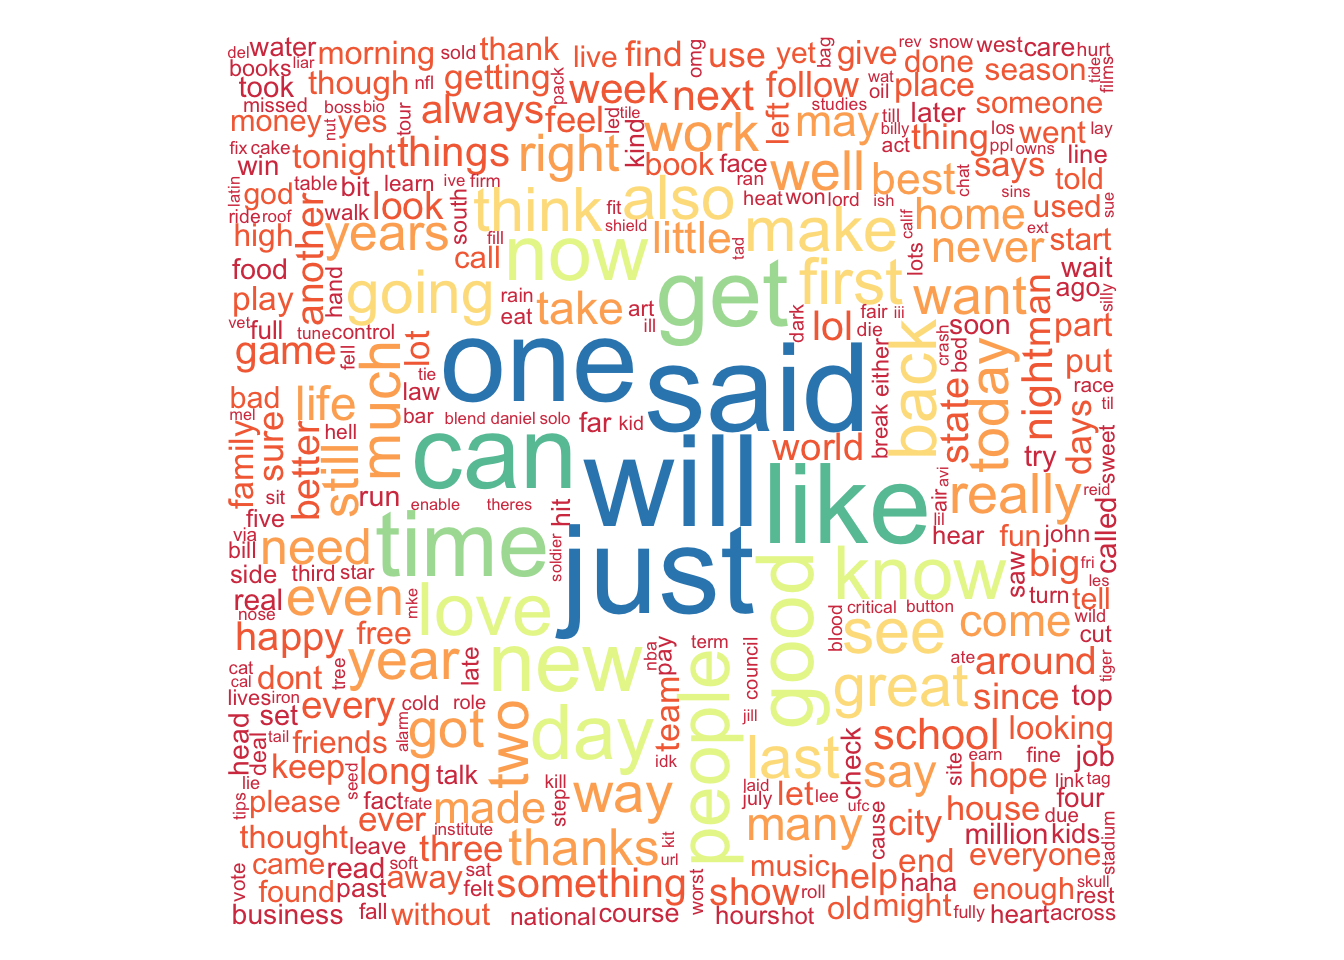 del water morning sold thank live find omg use yet bag give rev snow west care hurt
books liar though nfl getting pack week next follow wat oil place done season tide films
took missed boss bio tour always feel led tile kind work left studies may till later someone
money nut yes things right book face well billy act thing los ppl owns went lay
fix cake tonight win god table bit learn ive firm think also ran best chat says line told
latin ride roof high another walk look south fit shield little heat won lord ish make calif home sins used sue ext
food hand years call fill now tad get first lots never start wait
play going rain eat take art ill dark fair iii die lol want night man ago silly
vet full tune control fell game lot tie one said back crash bed soon part put
bad mel life much law bar blend daniel solo far kid world break either state today days race til
family sure hell better still can will like avi air really try sweet reid
sit run enable theres hit lil hear fun john called
five via bill need time just soldier know saw big fri les
side third star real nose even mke love good critical button blood see come turn tell wild cut
happy free tree year late new nba pay term council people ate around tiger
cat cal dont lives iron every cold role day team jill great since top
head set deal tail friends alarm got two idk last school looking
lie keep seed long talk kill way laid july check say site earn hope fine link job tag
tips please fact fate made step let lee ufc many cause city house due four
thought ever institute three thanks kit million kids stadium
vote came leave read soft sat url music help end everyone
found past away felt something worst show roll haha enough skull rest
business fall without national course hours hot old might fully heart across